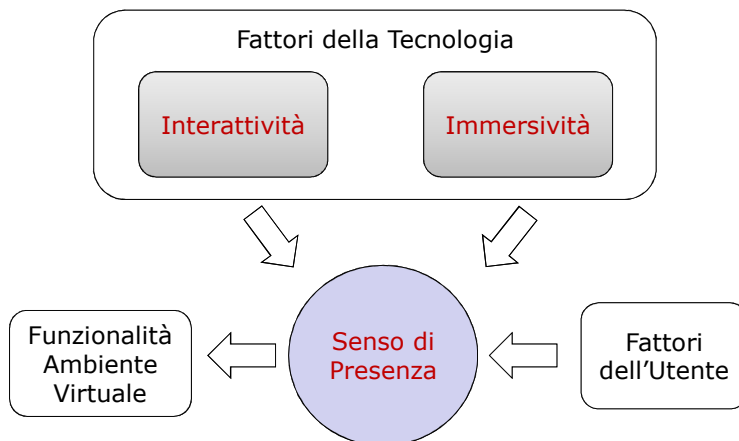 Fattori della Tecnologia
Interattività
Immersività
Funzionalità
Ambiente
Virtuale
Senso di
Presenza
Fattori
dell’Utente